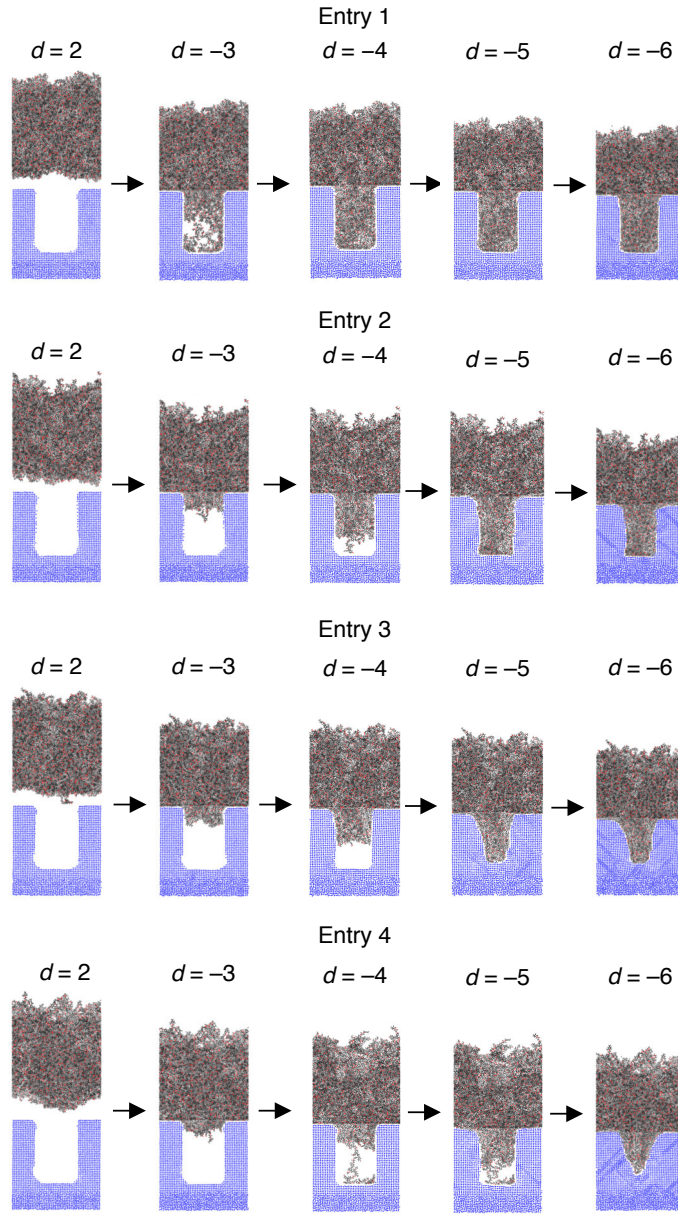 Entry 1
d = 2 d = –3 d = –4 d = –5 d = –6
Entry 2
d = 2 d = –3 d = –4 d = –5 d = –6
Entry 3
d = 2 d = –3 d = –4 d = –5 d = –6
Entry 4
d = 2 d = –3 d = –4 d = –5 d = –6